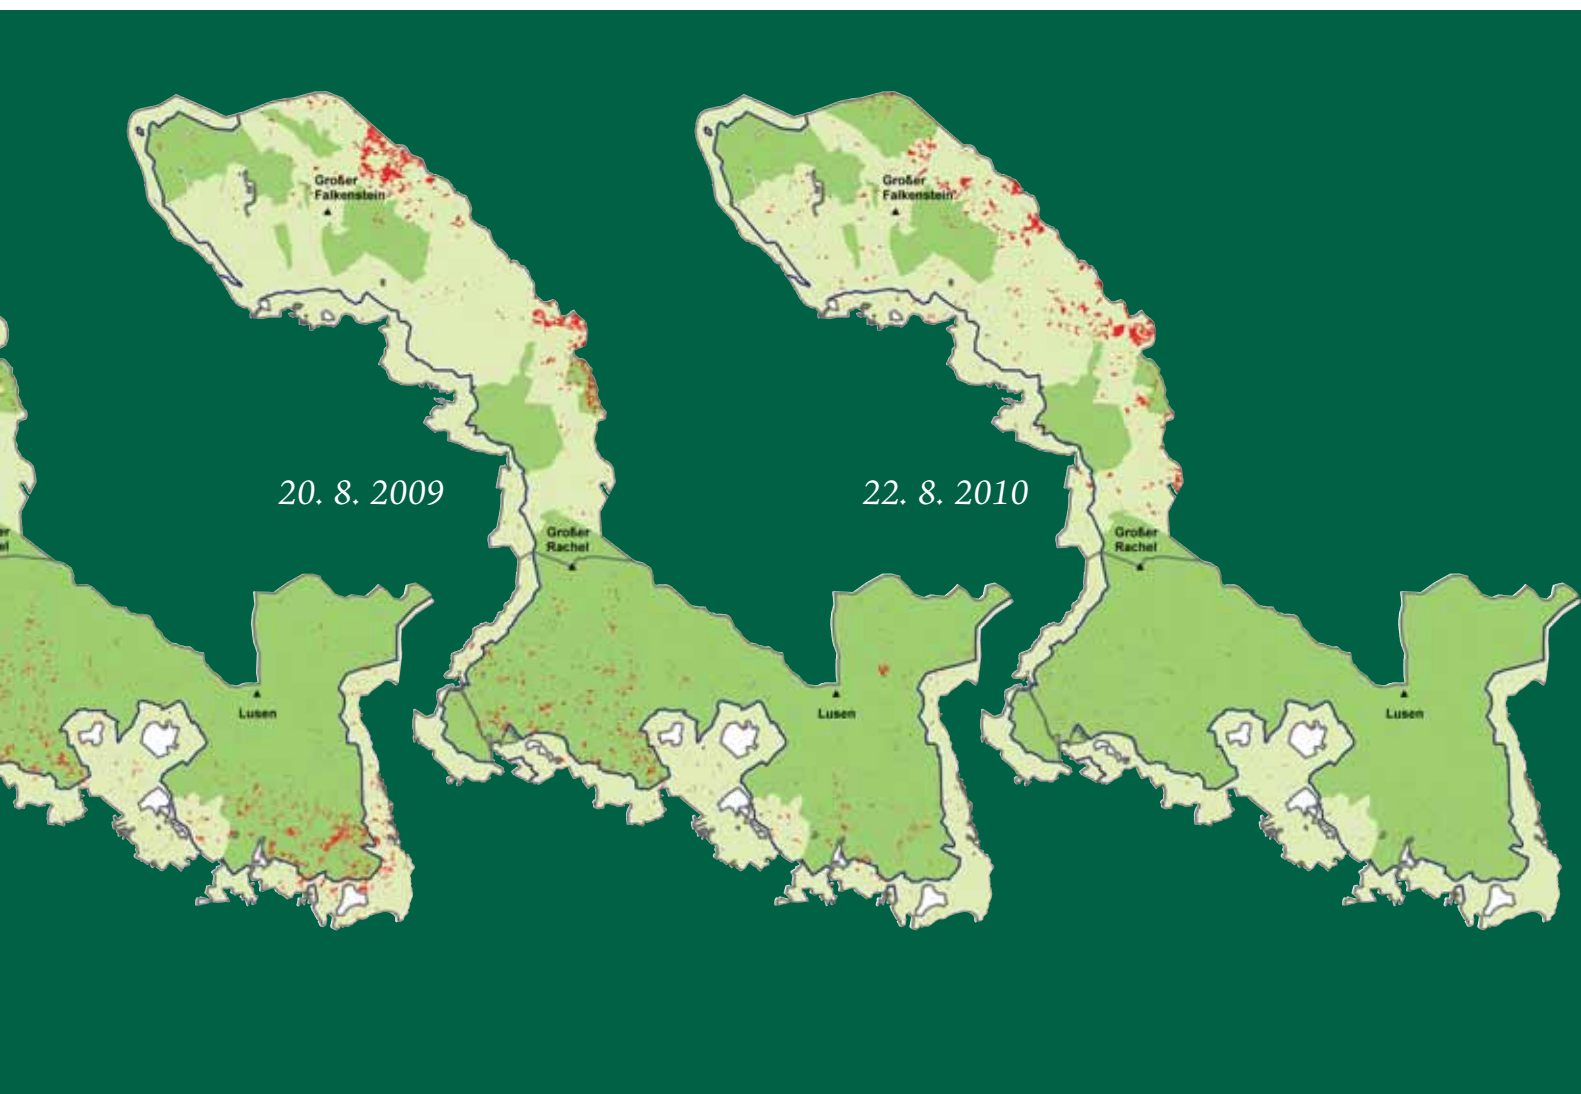 Großer
Falkenstein
Großer
Falkenstein
20. 8. 2009
22. 8. 2010
Großer
Rachel
Großer
Rachel
Lusen
Lusen
Lusen